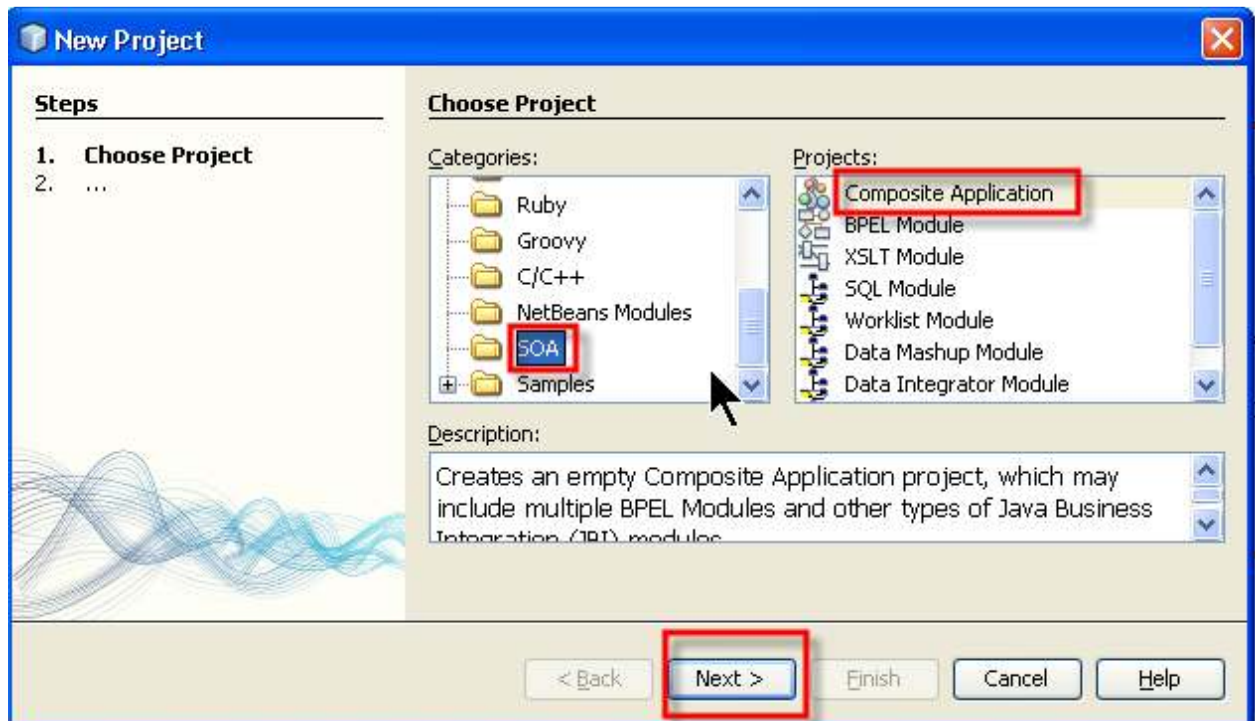 New Project
Steps
1. Choose Project
2. ...
Choose Project
Categories:
Ruby
Groovy
C/C++
NetBeans Modules
SOA
Samples
Projects:
Composite Application
BPEL Module
XSLT Module
SQL Module
Worklist Module
Data Mashup Module
Data Integrator Module
Description:
Creates an empty Composite Application project, which may
include multiple BPEL Modules and other types of Java Business
Integration (JBI) modules
< Back
Next >
Finish
Cancel
Help